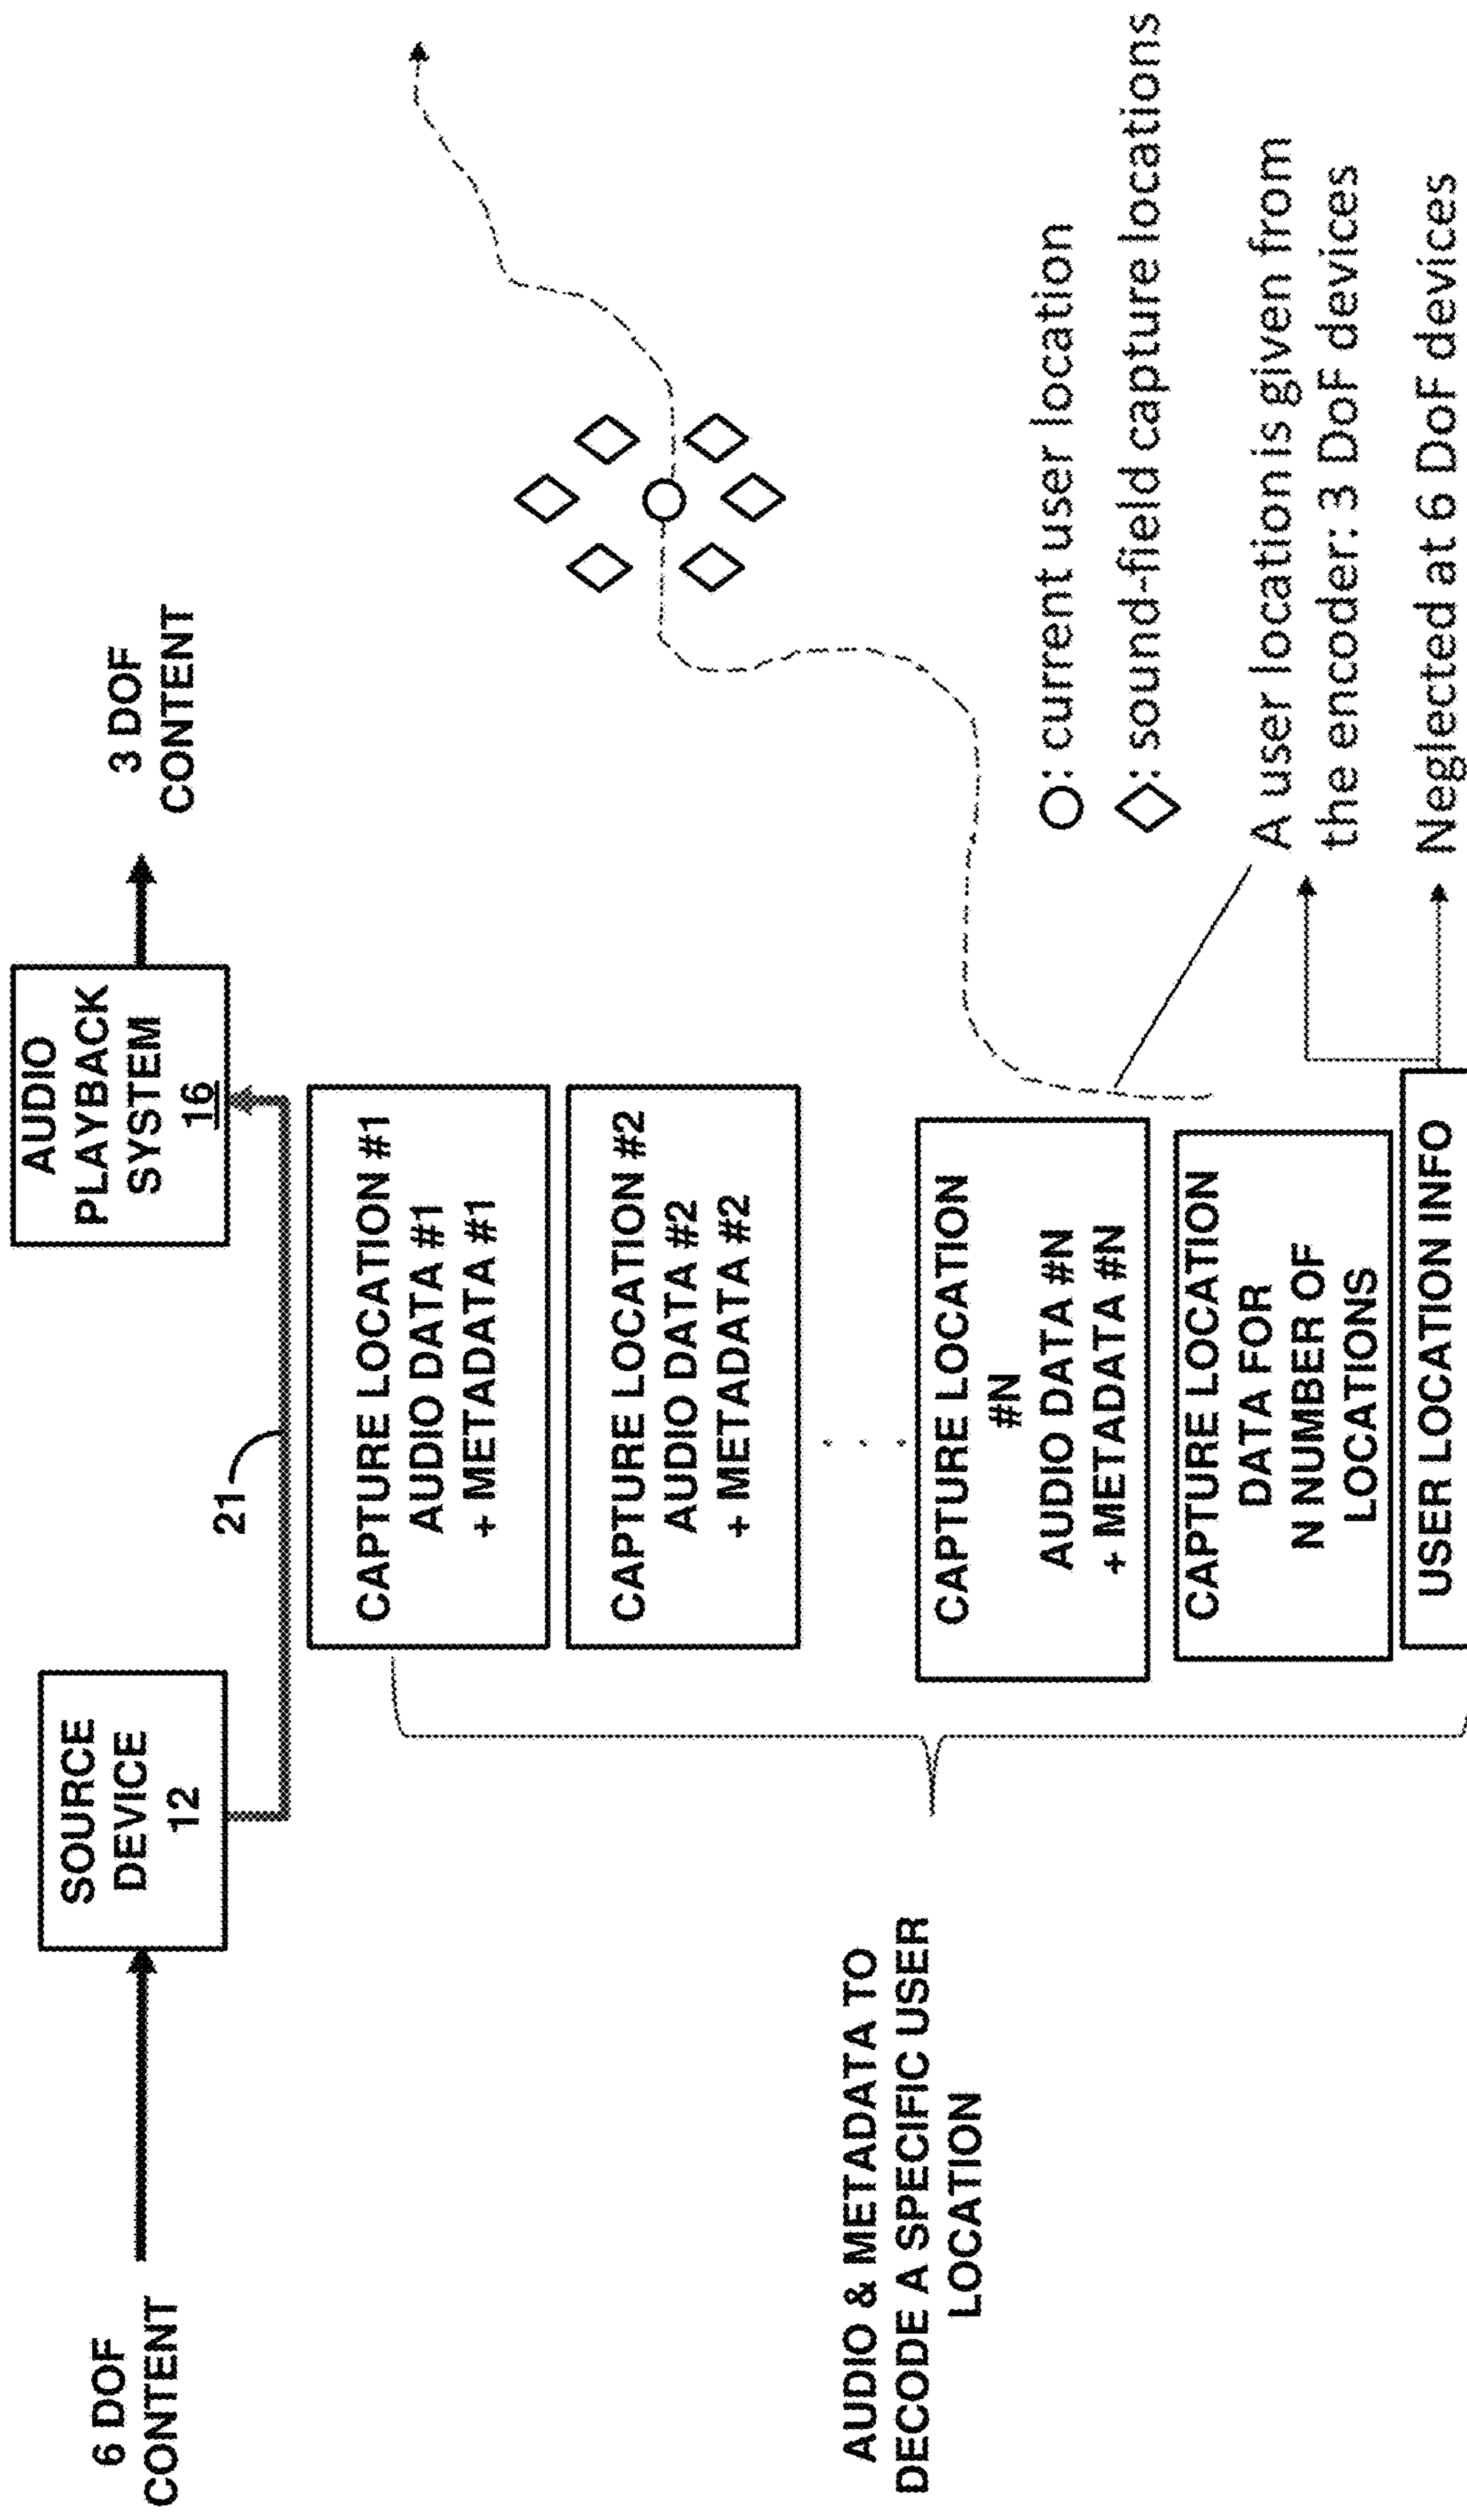 6 DOF
CONTENT
SOURCE
DEVICE
12
21
AUDIO
PLAYBACK
SYSTEM
16
3 DOF
CONTENT
AUDIO & METADATA TO
DECODE A SPECIFIC USER
LOCATION
CAPTURE LOCATION #1
AUDIO DATA #1
+ METADATA #1
CAPTURE LOCATION #2
AUDIO DATA #2
+ METADATA #2
. . .
CAPTURE LOCATION
#N
AUDIO DATA #N
+ METADATA #N
CAPTURE LOCATION
DATA FOR
N NUMBER OF
LOCATIONS
USER LOCATION INFO
: current user location
: sound-field capture locations
A user location is given from
the encoder: 3 DoF devices
Neglected at 6 DoF devices